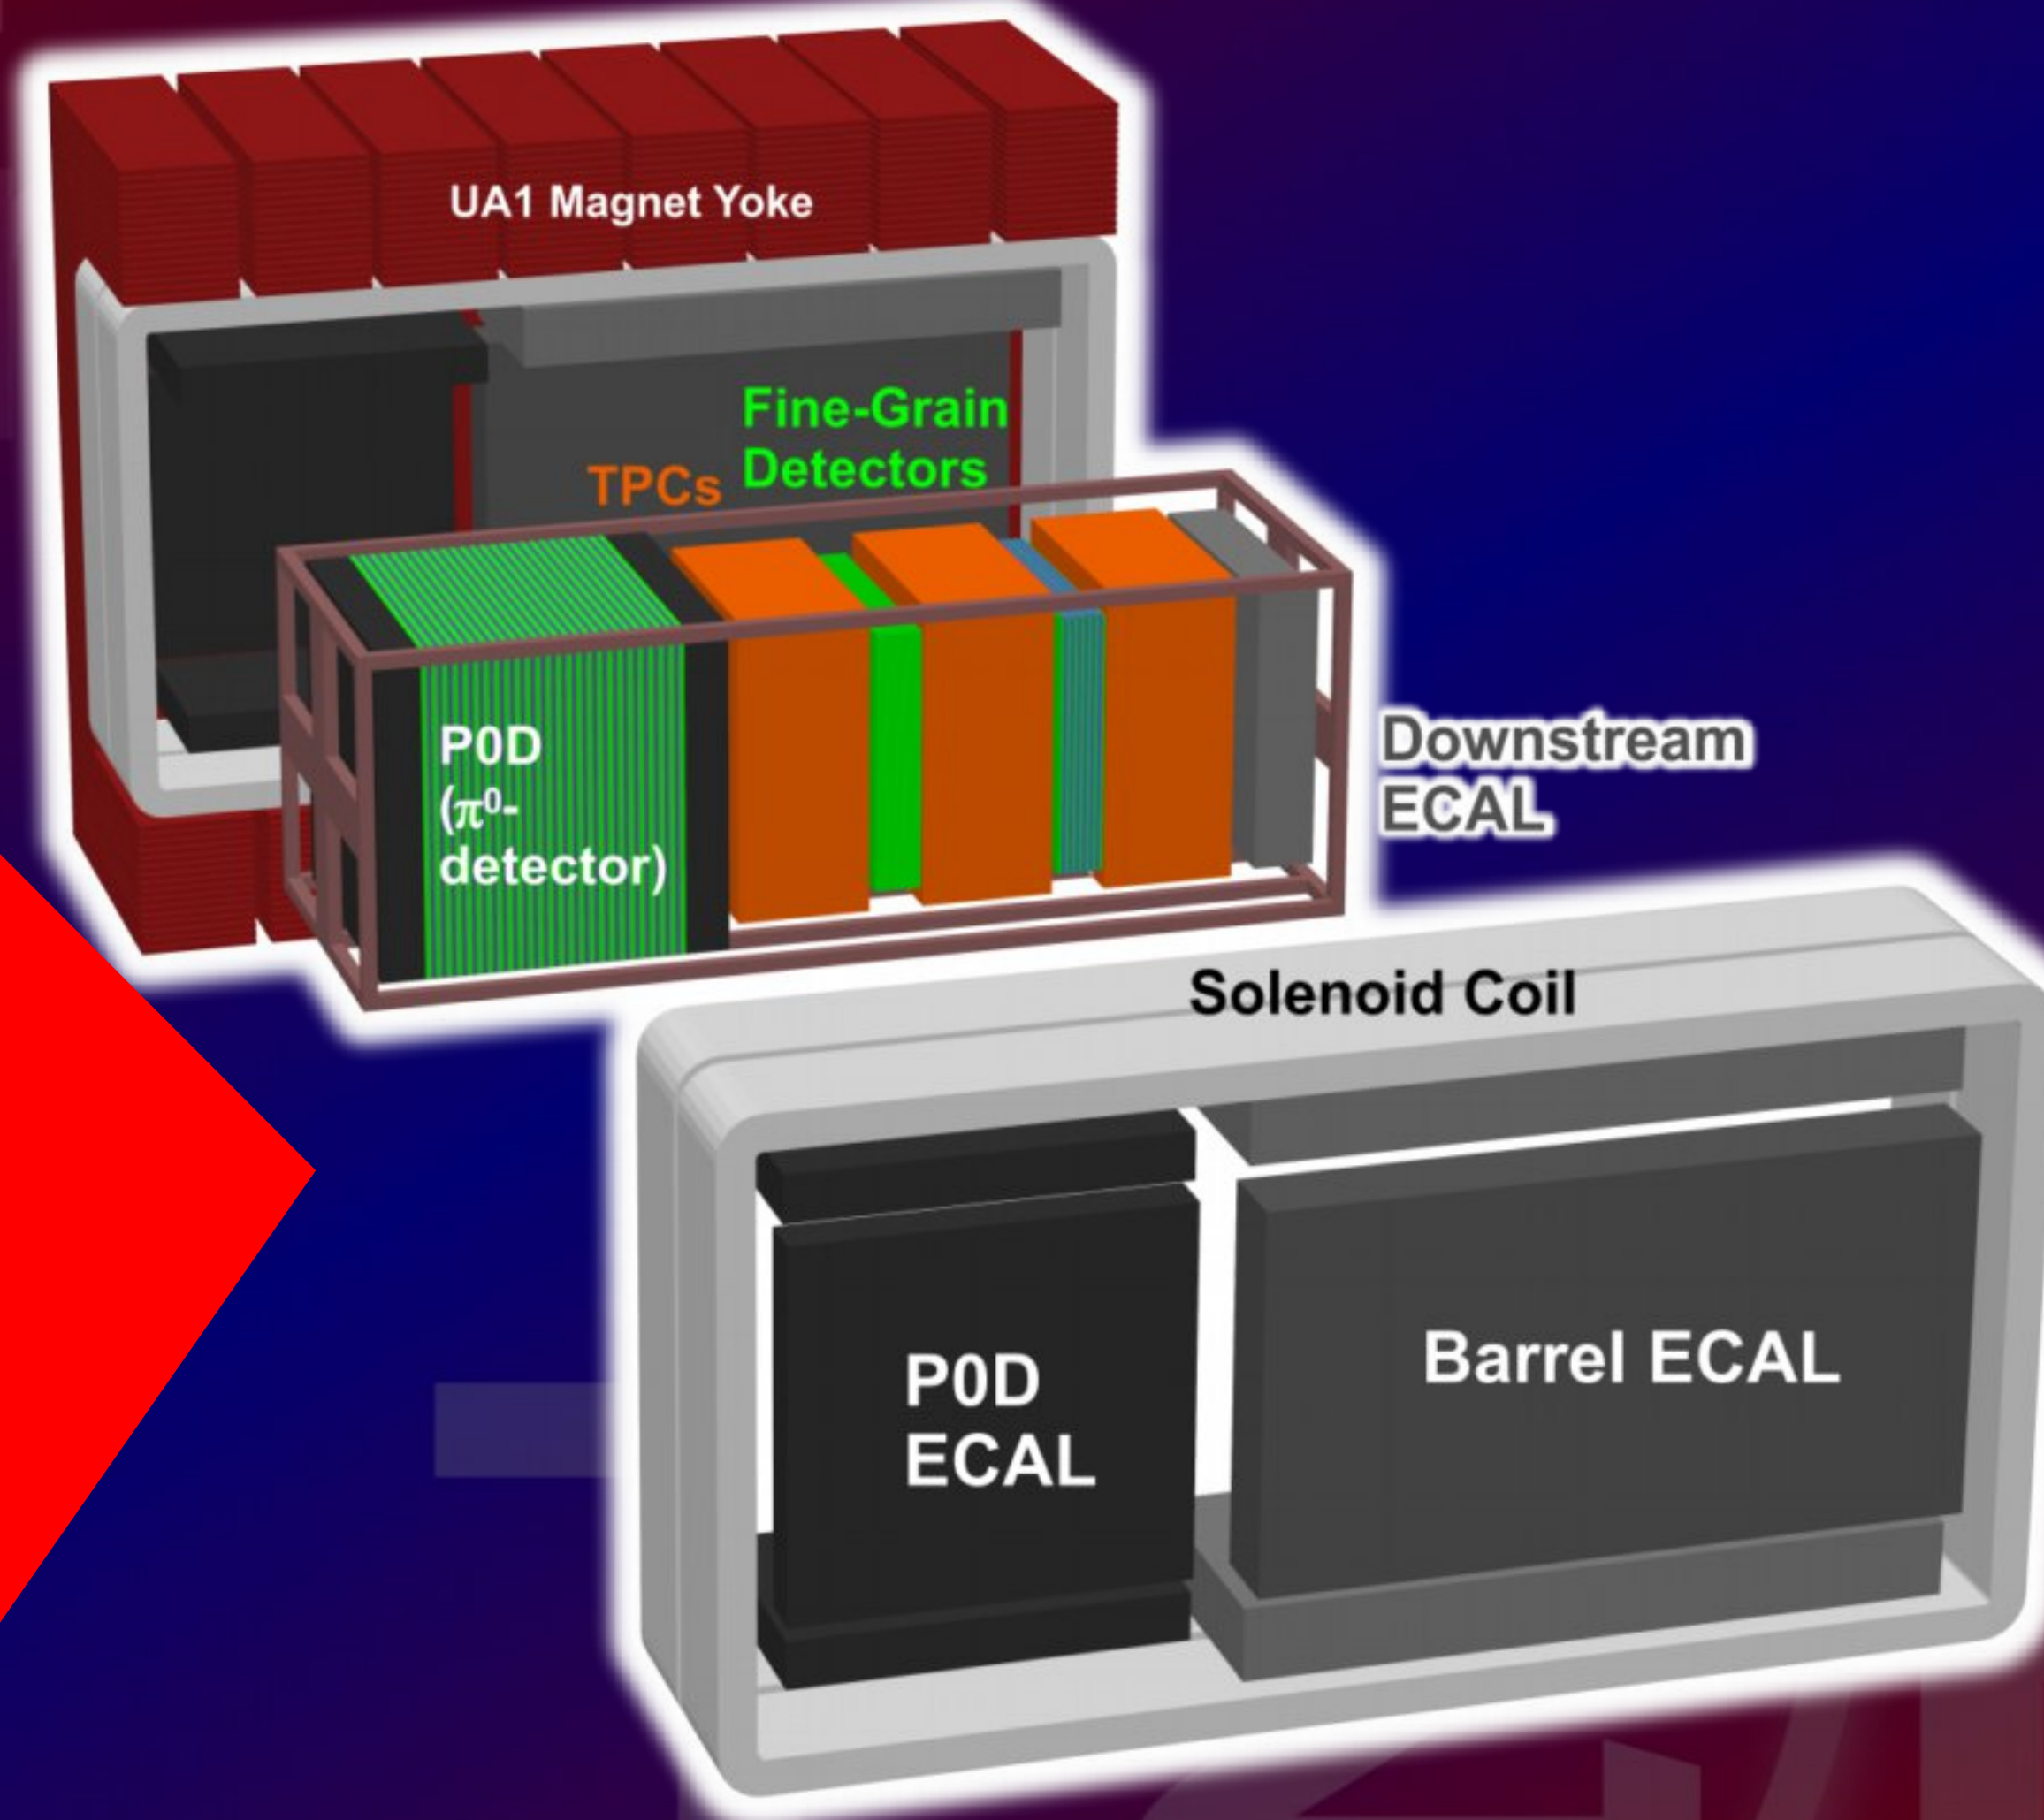 UA1 Magnet Yoke
Fine-Grain
TPCs Detectors
P0D
(π⁰-
detector)
Downstream
ECAL
Solenoid Coil
P0D
ECAL
Barrel ECAL